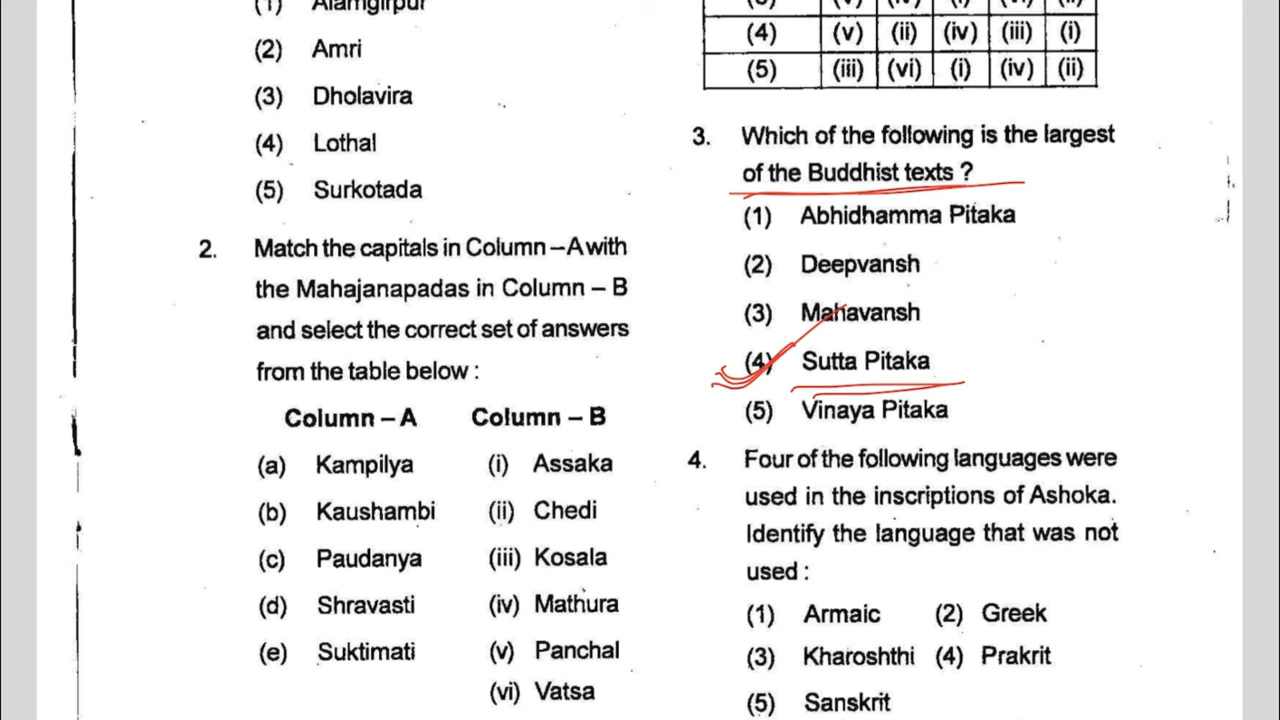 (1) Alamgirpur
(2) Amri
(3) Dholavira
(4) Lothal
(5) Surkotada
2. Match the capitals in Column – A with
the Mahajanapadas in Column – B
and select the correct set of answers
from the table below :
Column – A Column – B
(a) Kampilya (i) Assaka
(b) Kaushambi (ii) Chedi
(c) Paudanya (iii) Kosala
(d) Shravasti (iv) Mathura
(e) Suktimati (v) Panchal
(vi) Vatsa
(4) (v) (ii) (iv) (iii) (i)
(5) (iii) (vi) (i) (iv) (ii)
3. Which of the following is the largest
of the Buddhist texts ?
(1) Abhidhamma Pitaka
(2) Deepvansh
(3) Mahavansh
(4) Sutta Pitaka
(5) Vinaya Pitaka
4. Four of the following languages were
used in the inscriptions of Ashoka.
Identify the language that was not
used :
(1) Armaic (2) Greek
(3) Kharoshthi (4) Prakrit
(5) Sanskrit